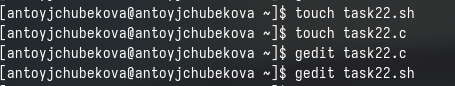 [antoyjchubekova@antoyjchubekova ~]$ touch task22.sh
[antoyjchubekova@antoyjchubekova ~]$ touch task22.c
[antoyjchubekova@antoyjchubekova ~]$ gedit task22.c
[antoyjchubekova@antoyjchubekova ~]$ gedit task22.sh